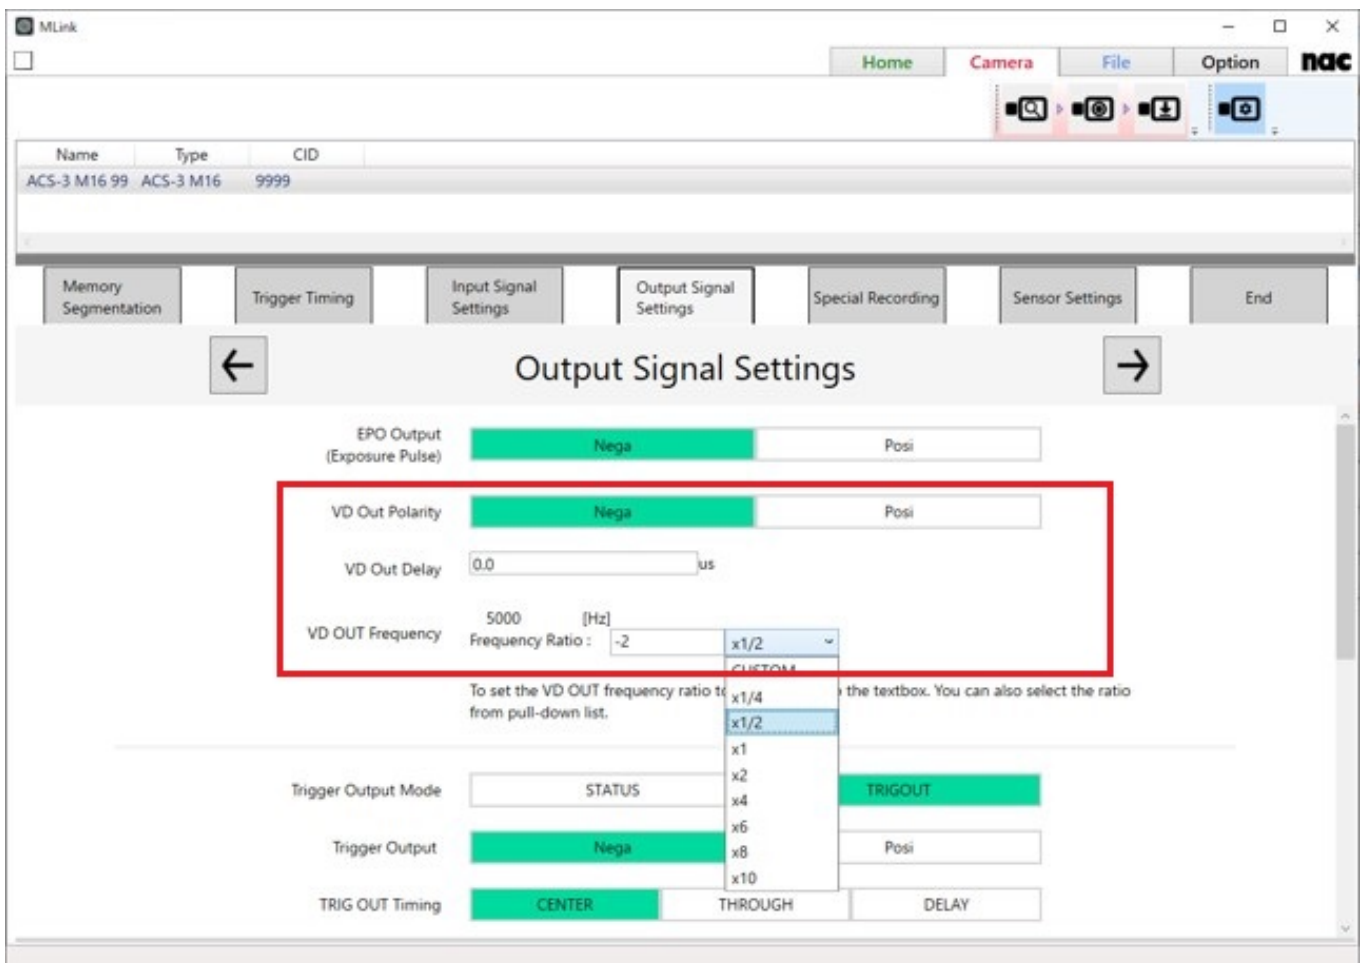 MLink
Home Camera File Option nac
Name Type CID
ACS-3 M16 99 ACS-3 M16 9999
Memory
Segmentation
Trigger Timing
Input Signal
Settings
Output Signal
Settings
Special Recording
Sensor Settings
End
Output Signal Settings
EPO Output
(Exposure Pulse)
Nega Posi
VD Out Polarity Nega Posi
VD Out Delay 0.0 us
VD OUT Frequency
5000 [Hz]
Frequency Ratio : -2 x1/2
CUSTOM
x1/4
x1/2
x1
x2
x4
x6
x8
x10
To set the VD OUT frequency ratio the textbox. You can also select the ratio
from pull-down list.
Trigger Output Mode STATUS TRIGOUT
Trigger Output Nega Posi
TRIG OUT Timing CENTER THROUGH DELAY